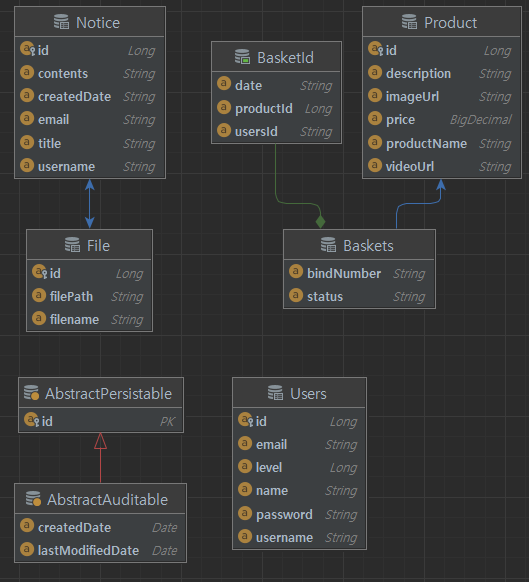 Notice
id Long
contents String
createdDate String
email String
title String
username String
BasketId
date String
productId Long
usersId String
Product
id Long
description String
imageUrl String
price BigDecimal
productName String
videoUrl String
File
id Long
filePath String
filename String
Baskets
bindNumber String
status String
AbstractPersistable
id PK
AbstractAuditable
createdDate Date
lastModifiedDate Date
Users
id Long
email String
level Long
name String
password String
username String